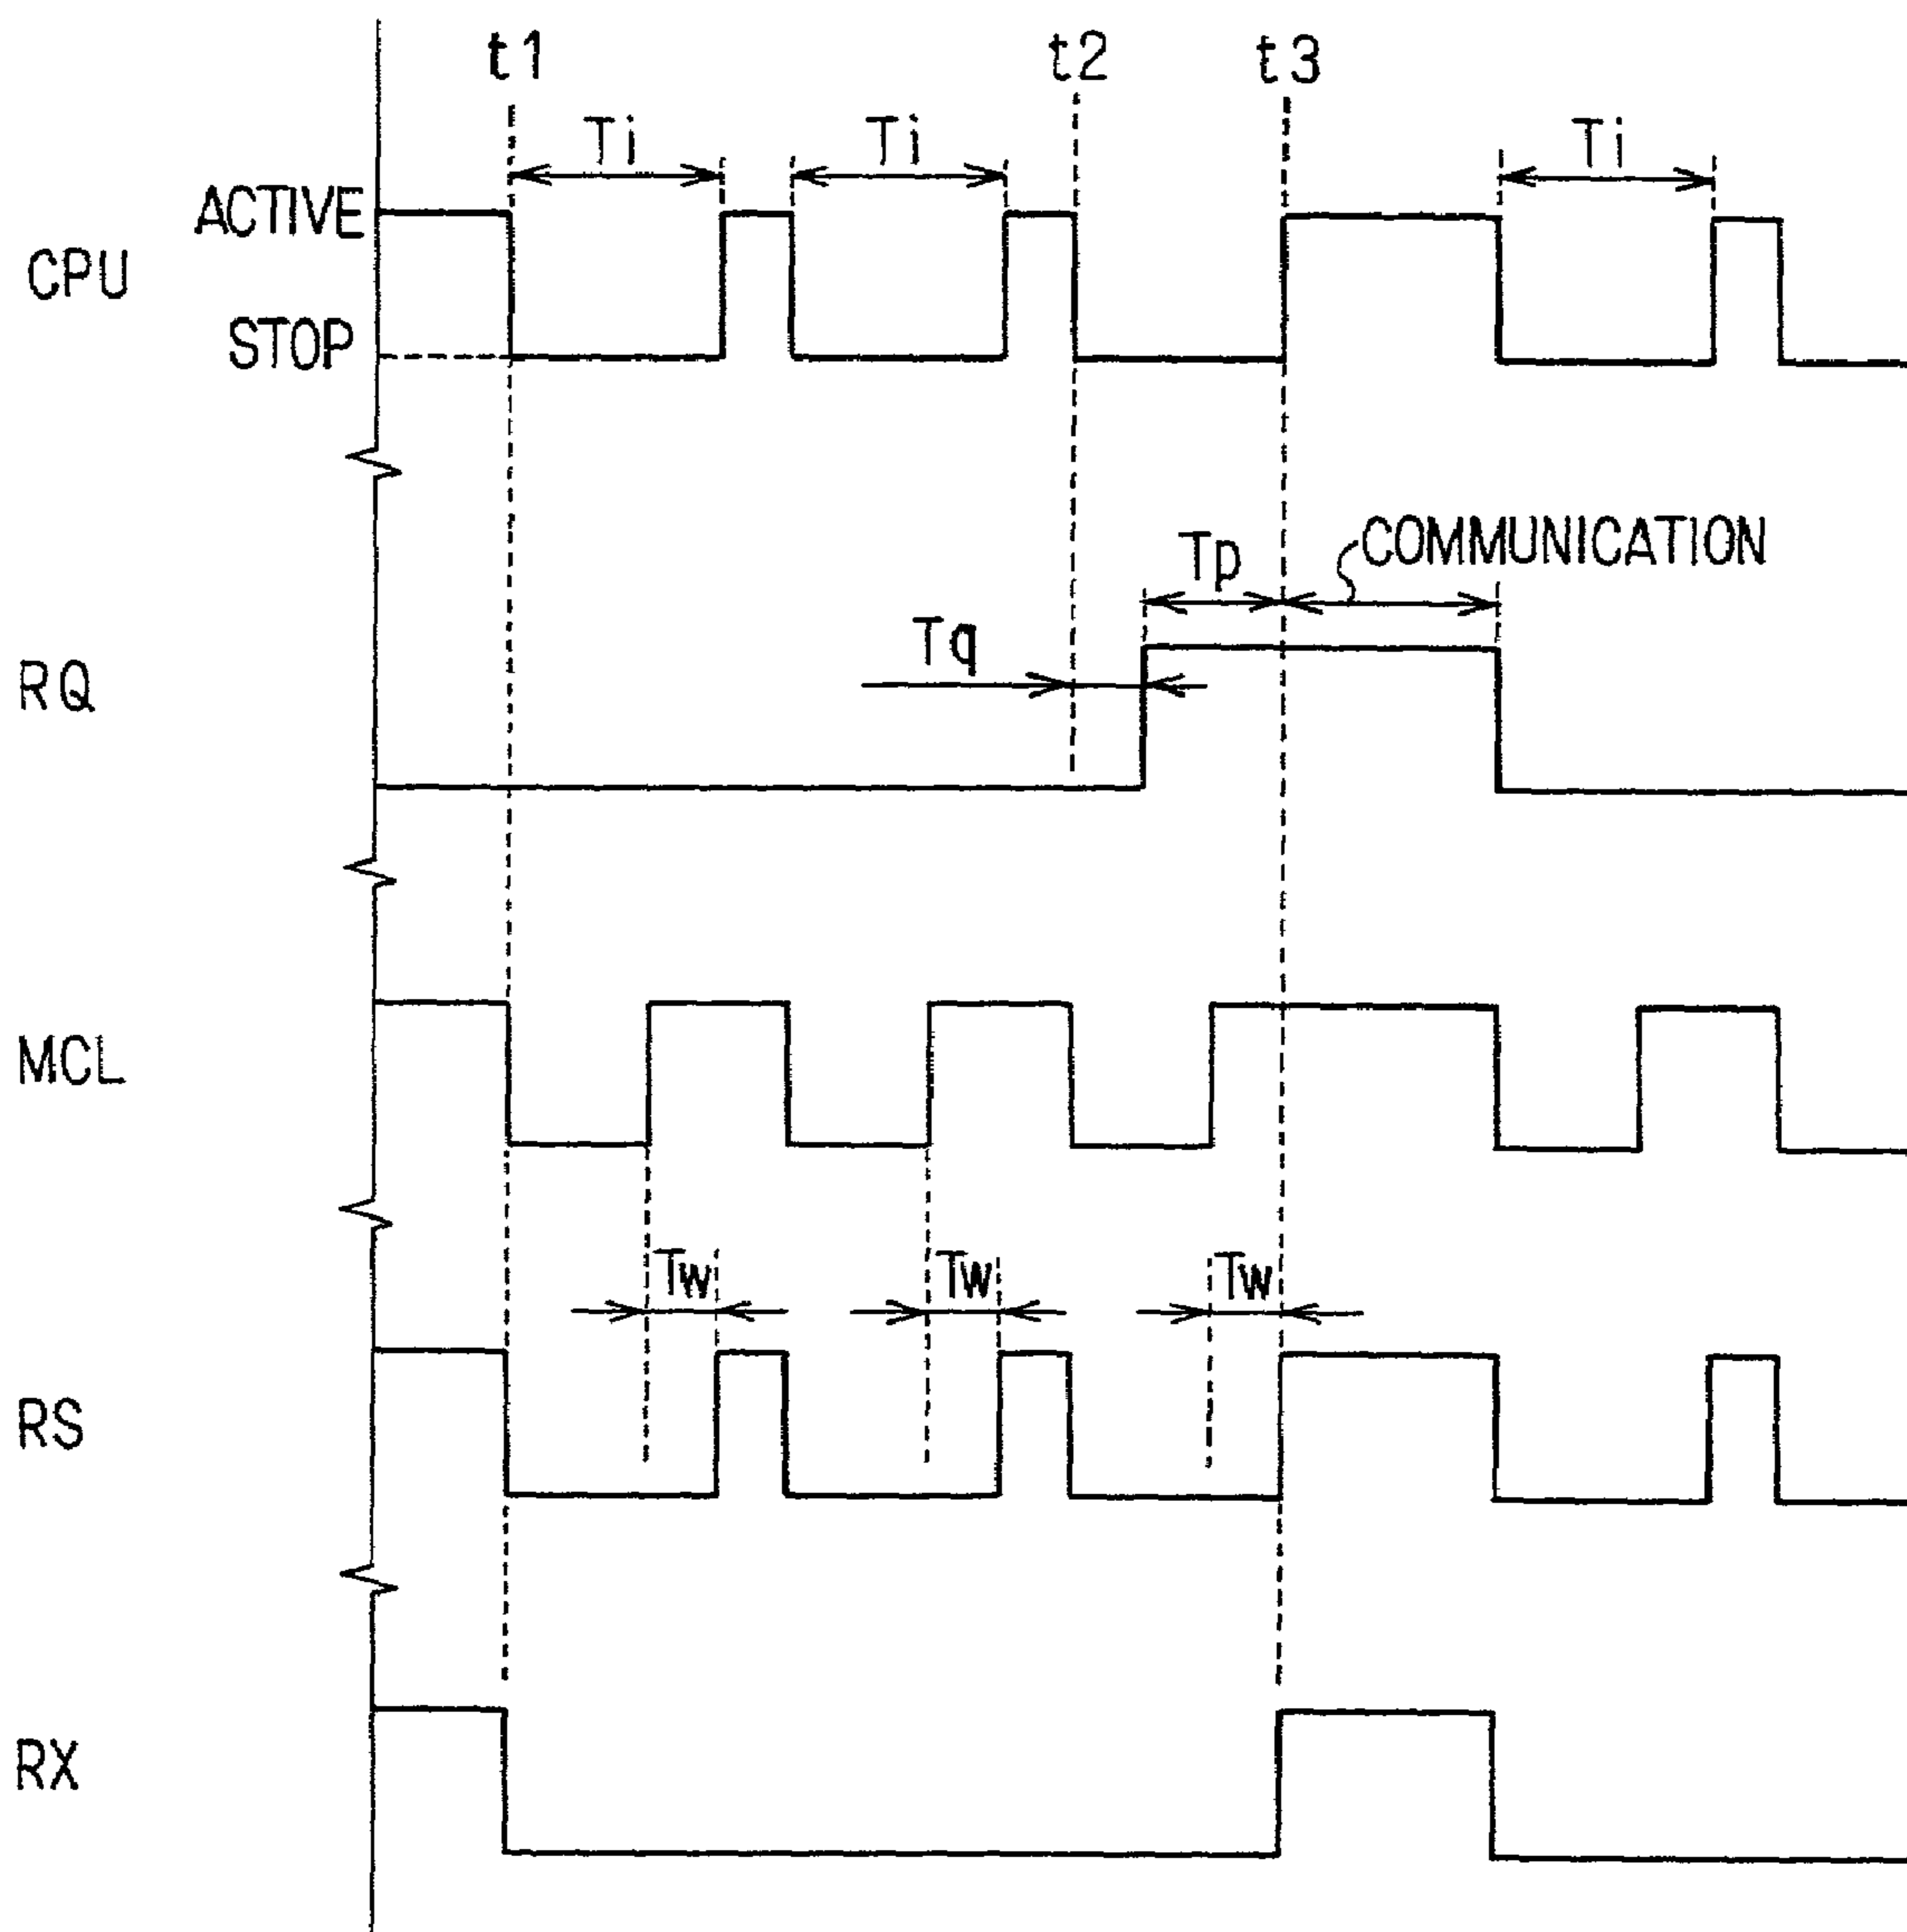 t1 t2 t3
Ti Ti Ti
ACTIVE
CPU
STOP
Tp COMMUNICATION
Tq
RQ
MCL
Tw Tw Tw
RS
RX